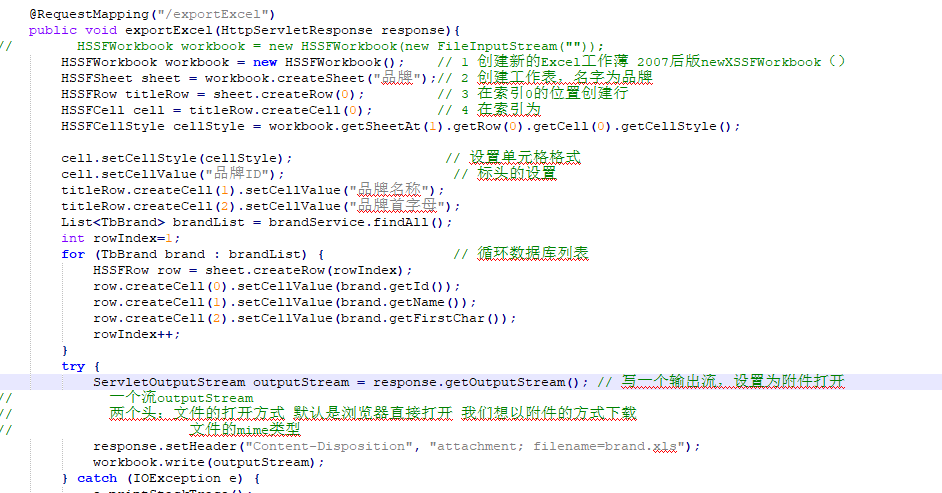 @RequestMapping("/exportExcel")
public void exportExcel(HttpServletResponse response){
// HSSFWorkbook workbook = new HSSFWorkbook(new FileInputStream(""));
HSSFWorkbook workbook = new HSSFWorkbook(); // 1 创建新的Excel工作薄 2007后版newXSSFWorkbook（）
HSSFSheet sheet = workbook.createSheet("品牌");// 2 创建工作表，名字为品牌
HSSFRow titleRow = sheet.createRow(0); // 3 在索引0的位置创建行
HSSFCell cell = titleRow.createCell(0); // 4 在索引为
HSSFCellStyle cellStyle = workbook.getSheetAt(1).getRow(0).getCell(0).getCellStyle();
cell.setCellStyle(cellStyle); // 设置单元格格式
cell.setCellValue("品牌ID"); // 标头的设置
titleRow.createCell(1).setCellValue("品牌名称");
titleRow.createCell(2).setCellValue("品牌首字母");
List<TbBrand> brandList = brandService.findAll();
int rowIndex=1;
for (TbBrand brand : brandList) { // 循环数据库列表
HSSFRow row = sheet.createRow(rowIndex);
row.createCell(0).setCellValue(brand.getId());
row.createCell(1).setCellValue(brand.getName());
row.createCell(2).setCellValue(brand.getFirstChar());
rowIndex++;
}
try {
ServletOutputStream outputStream = response.getOutputStream(); // 写一个输出流，设置为附件打开
// 一个流outputStream
// 两个头：文件的打开方式 默认是浏览器直接打开 我们想以附件的方式下载
// 文件的mime类型
response.setHeader("Content-Disposition", "attachment; filename=brand.xls");
workbook.write(outputStream);
} catch (IOException e) {
e.printStackTrace();